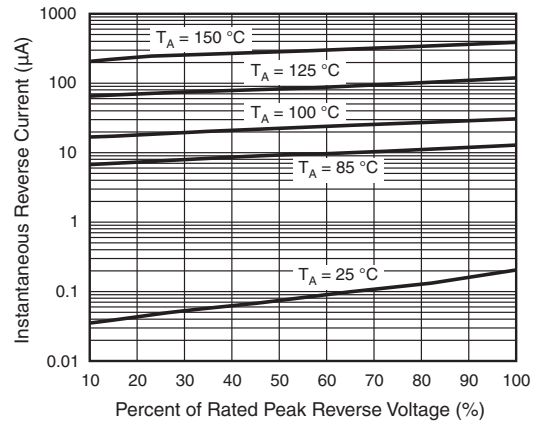 Instantaneous Reverse Current (μA)
1000
100
10
1
0.1
0.01
T_A = 150 °C
T_A = 125 °C
T_A = 100 °C
T_A = 85 °C
T_A = 25 °C
10 20 30 40 50 60 70 80 90 100
Percent of Rated Peak Reverse Voltage (%)